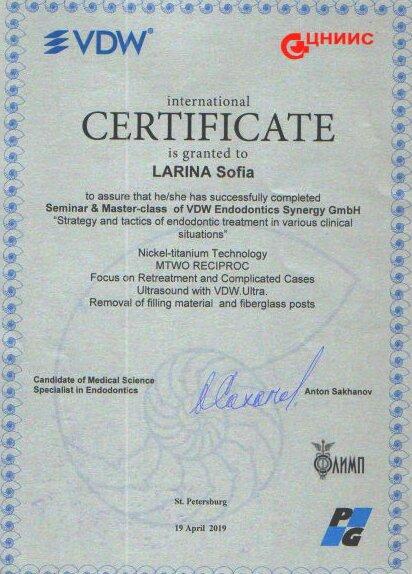 VDW®
ЦНИИС
international
CERTIFICATE
is granted to
LARINA Sofia
to assure that he/she has successfully completed
Seminar & Master-class of VDW Endodontics Synergy GmbH
"Strategy and tactics of endodontic treatment in various clinical
situations"
Nickel-titanium Technology
MTWO RECIPROC
Focus on Retreatment and Complicated Cases
Ultrasound with VDW.Ultra.
Removal of filling material and fiberglass posts
Candidate of Medical Science
Specialist in Endodontics
Anton Sakhanov
ОЛИМП
St. Petersburg
19 April 2019
PG